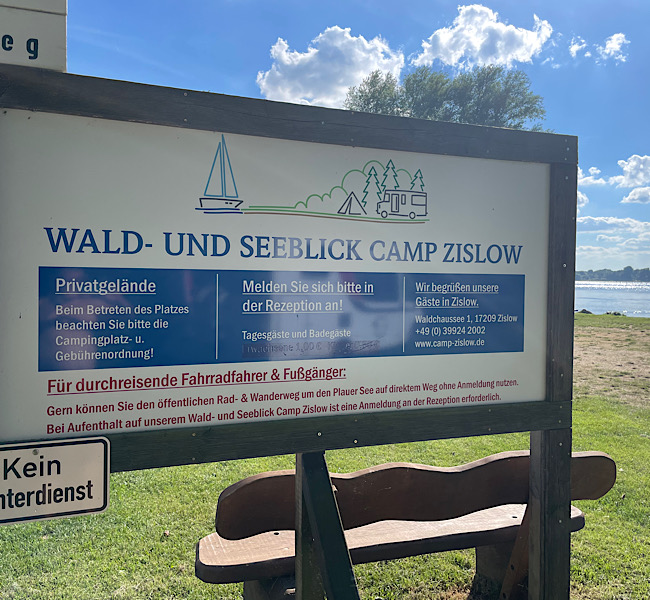 eg
WALD- UND SEEBLICK CAMP ZISLOW
Privatgelände
Beim Betreten des Platzes
beachten Sie bitte die
Campingplatz- u.
Gebührenordnung!
Melden Sie sich bitte in
der Rezeption an!
Tagesgäste und Badegäste
Erwachsene 1,00 €
Wir begrüßen unsere
Gäste in Zislow.
Waldchaussee 1, 17209 Zislow
+49 (0) 39924 2002
www.camp-zislow.de
Für durchreisende Fahrradfahrer & Fußgänger:
Gern können Sie den öffentlichen Rad- & Wanderweg um den Plauer See auf direktem Weg ohne Anmeldung nutzen.
Bei Aufenthalt auf unserem Wald- und Seeblick Camp Zislow ist eine Anmeldung an der Rezeption erforderlich.
Kein
nterdienst